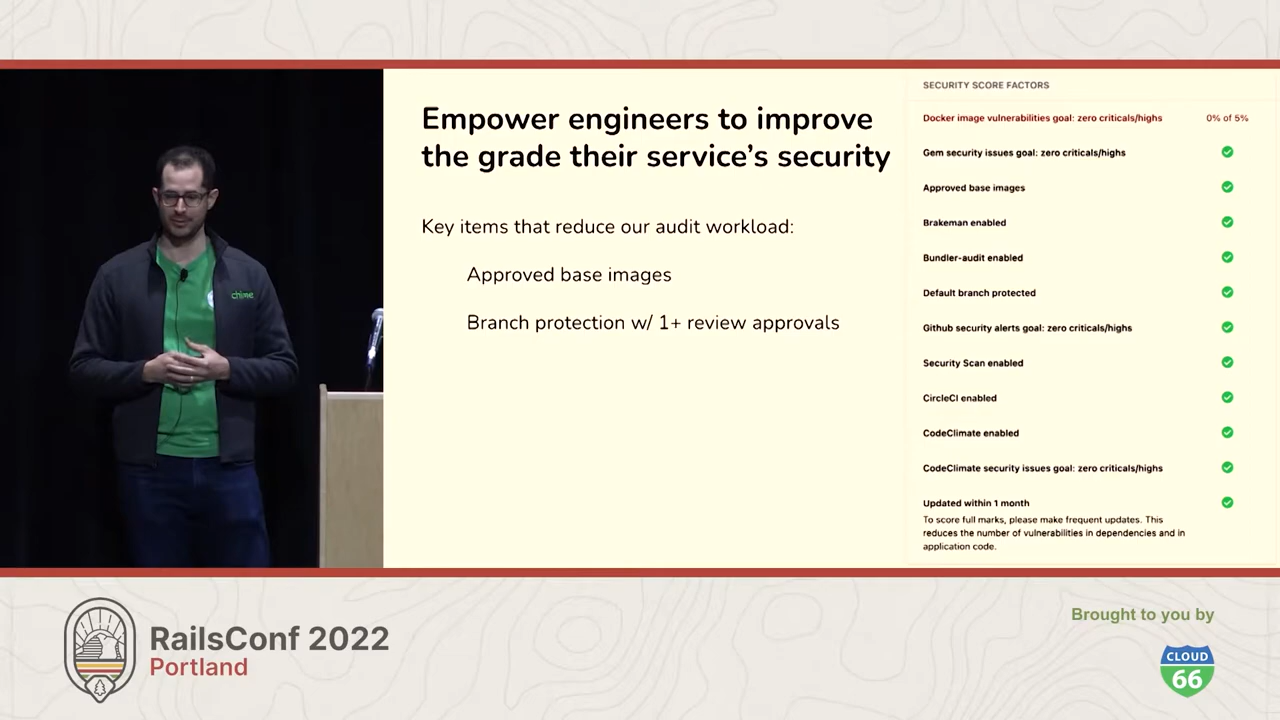 Empower engineers to improve
the grade their service's security
Key items that reduce our audit workload:
Approved base images
Branch protection w/ 1+ review approvals
SECURITY SCORE FACTORS
Docker image vulnerabilities goal: zero criticals/highs 0% of 5%
Gem security issues goal: zero criticals/highs
Approved base images
Brakeman enabled
Bundler-audit enabled
Default branch protected
Github security alerts goal: zero criticals/highs
Security Scan enabled
CircleCI enabled
CodeClimate enabled
CodeClimate security issues goal: zero criticals/highs
Updated within 1 month
To score full marks, please make frequent updates. This
reduces the number of vulnerabilities in dependencies and in
application code.
chime
RailsConf 2022
Portland
Brought to you by
CLOUD
66